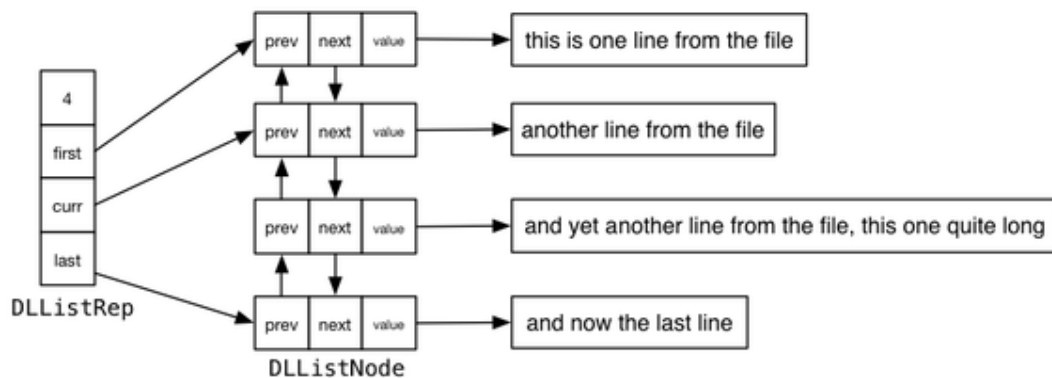 prev next value this is one line from the file
4
first
prev next value another line from the file
curr
prev next value and yet another line from the file, this one quite long
last
DLListRep
prev next value and now the last line
DLListNode